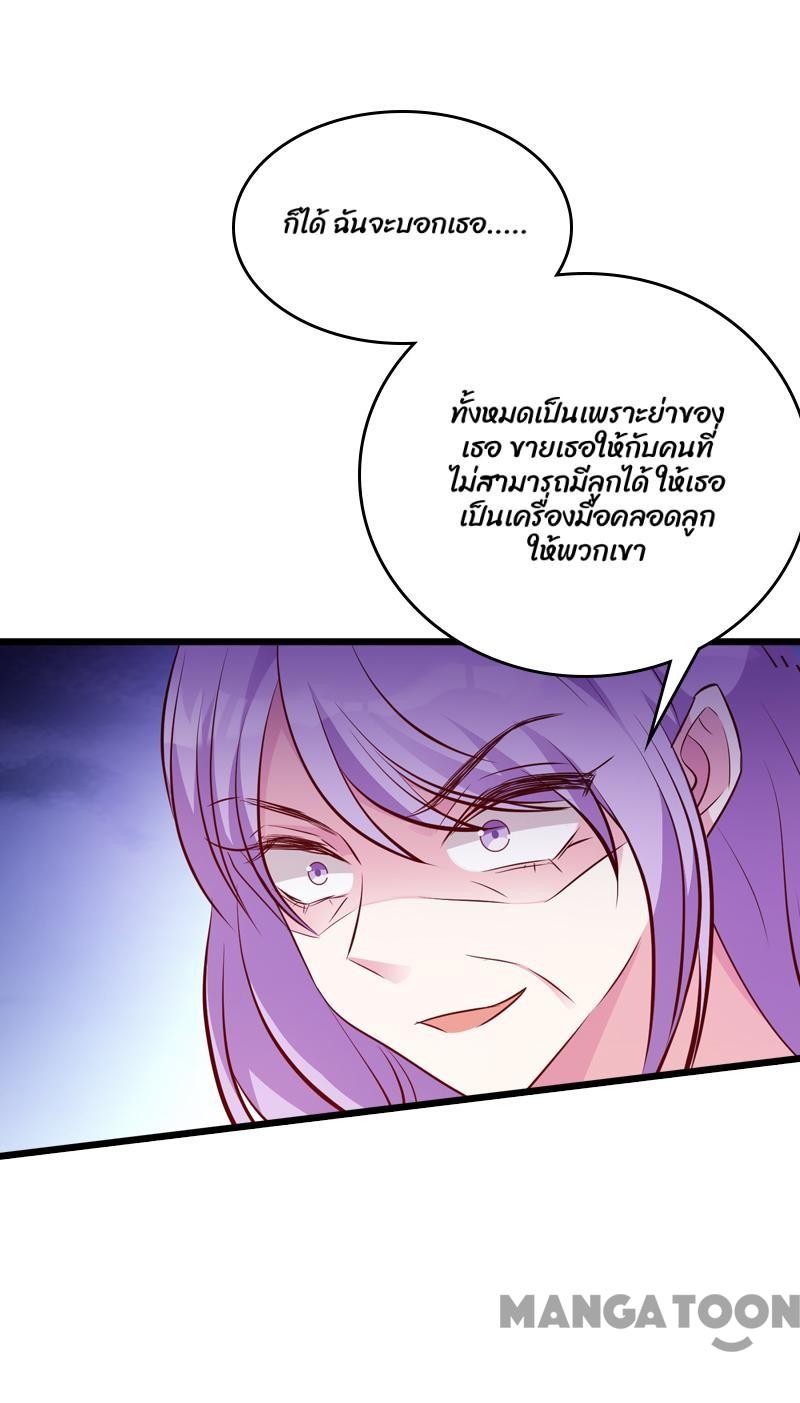 ก็ได้ ฉันจะบอกเธอ.....
ทั้งหมดเป็นเพราะย่าของ
เธอ ขายเธอให้กับคนที่
ไม่สามารถมีลูกได้ ให้เธอ
เป็นเครื่องมือคลอดลูก
ให้พวกเขา
MANGA TOON